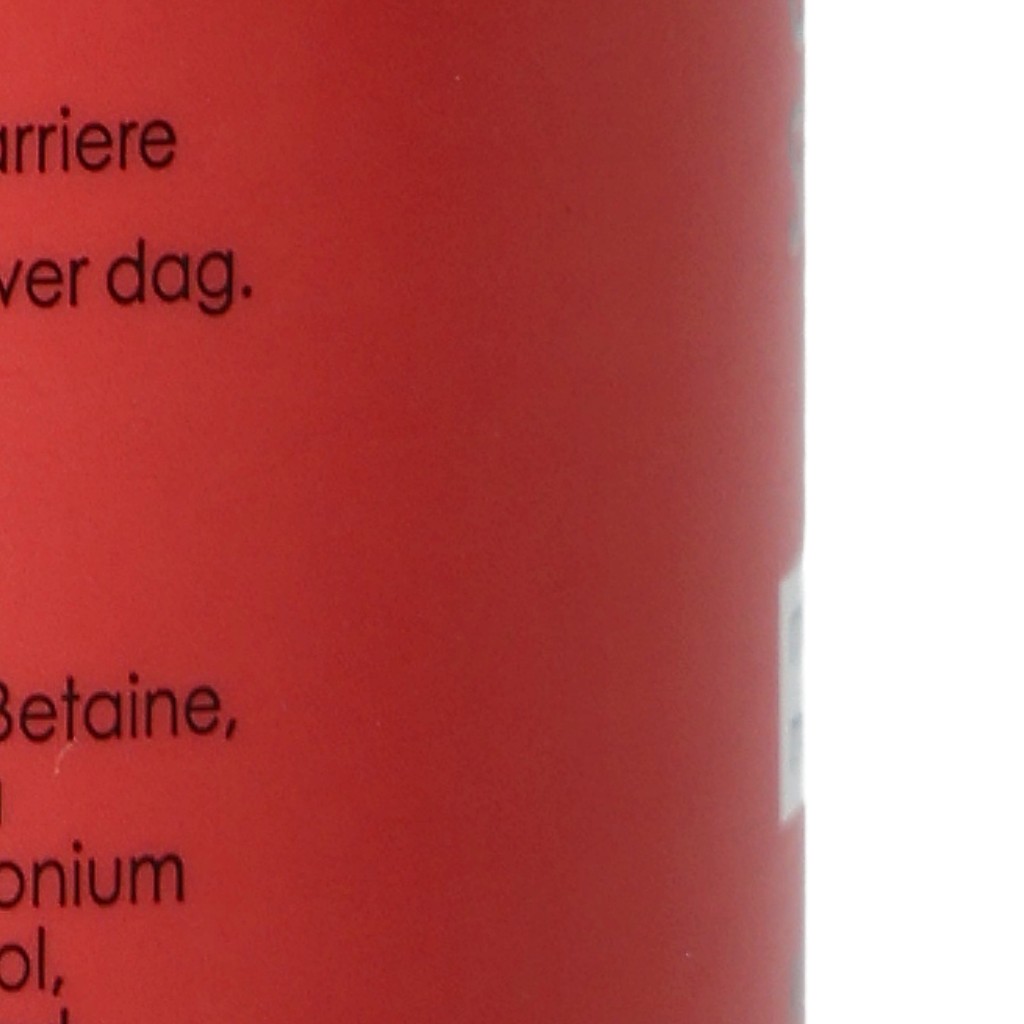 arriere
ver dag.
Betaine,
onium
ol,